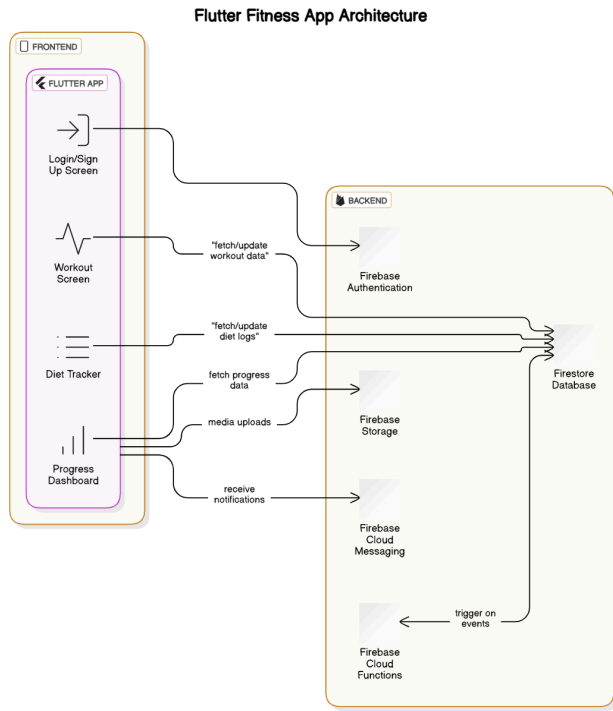 Flutter Fitness App Architecture
FRONTEND
FLUTTER APP
Login/Sign
Up Screen
Workout
Screen
Diet Tracker
Progress
Dashboard
"fetch/update
workout data"
"fetch/update
diet logs"
fetch progress
data
media uploads
receive
notifications
BACKEND
Firebase
Authentication
Firestore
Database
Firebase
Storage
Firebase
Cloud
Messaging
trigger on
events
Firebase
Cloud
Functions